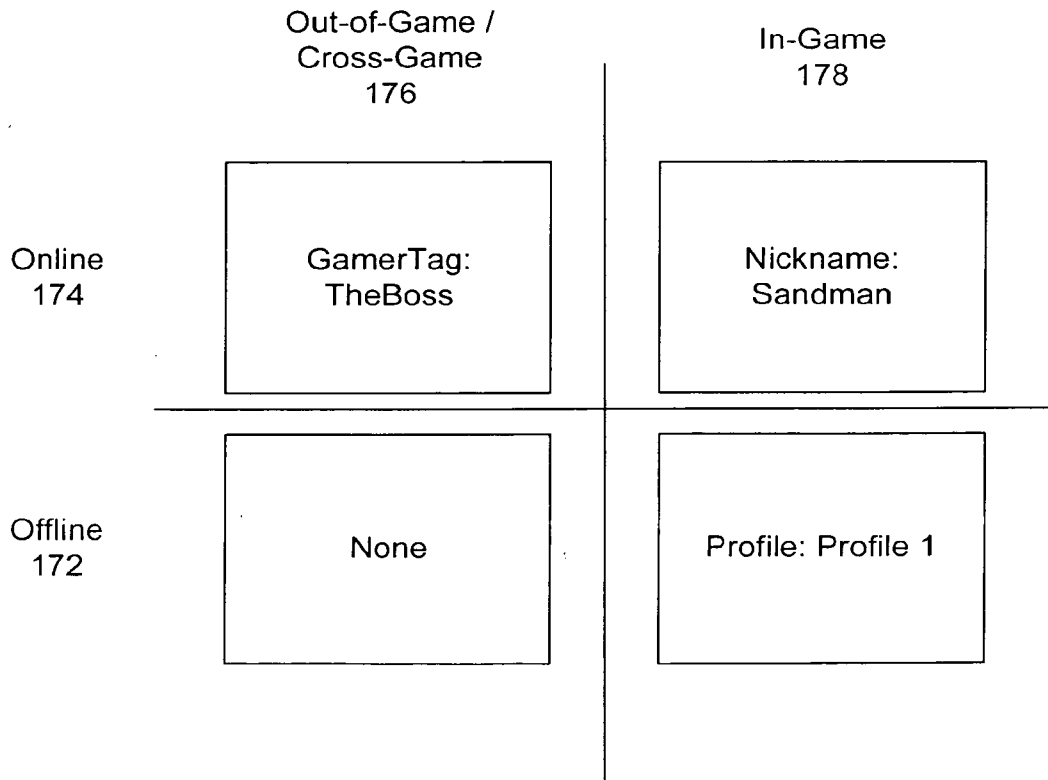 Out-of-Game /
Cross-Game
176
In-Game
178
Online
174
GamerTag:
TheBoss
Nickname:
Sandman
Offline
172
None
Profile: Profile 1